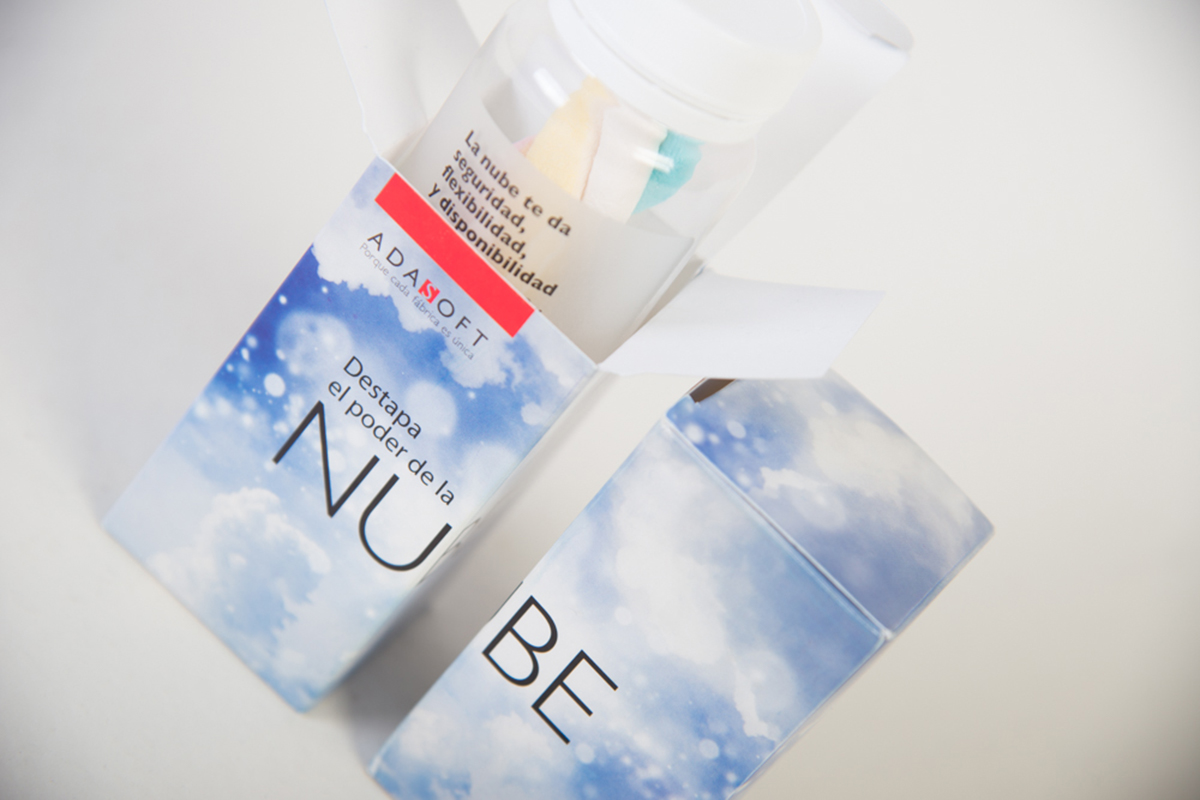 La nube te da
seguridad,
flexibilidad,
y disponibilidad
ADASOFT
Porque cada fábrica es única
Destapa
el poder de la
NU
BE